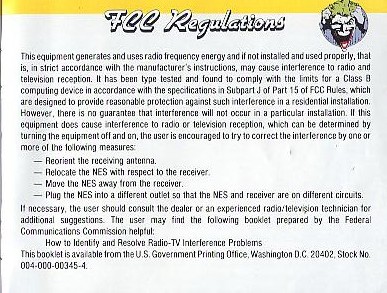 FCC Regulations
This equipment generates and uses radio frequency energy and if not installed and used properly, that
is, in strict accordance with the manufacturer's instructions, may cause interference to radio and
television reception. It has been type tested and found to comply with the limits for a Class B
computing device in accordance with the specifications in Subpart J of Part 15 of FCC Rules, which
are designed to provide reasonable protection against such interference in a residential installation.
However, there is no guarantee that interference will not occur in a particular installation. If this
equipment does cause interference to radio or television reception, which can be determined by
turning the equipment off and on, the user is encouraged to try to correct the interference by one or
more of the following measures:
— Reorient the receiving antenna.
— Relocate the NES with respect to the receiver.
— Move the NES away from the receiver.
— Plug the NES into a different outlet so that the NES and receiver are on different circuits.
If necessary, the user should consult the dealer or an experienced radio/television technician for
additional suggestions. The user may find the following booklet prepared by the Federal
Communications Commission helpful:
How to Identify and Resolve Radio-TV Interference Problems
This booklet is available from the U.S. Government Printing Office, Washington D.C. 20402, Stock No.
004-000-00345-4.